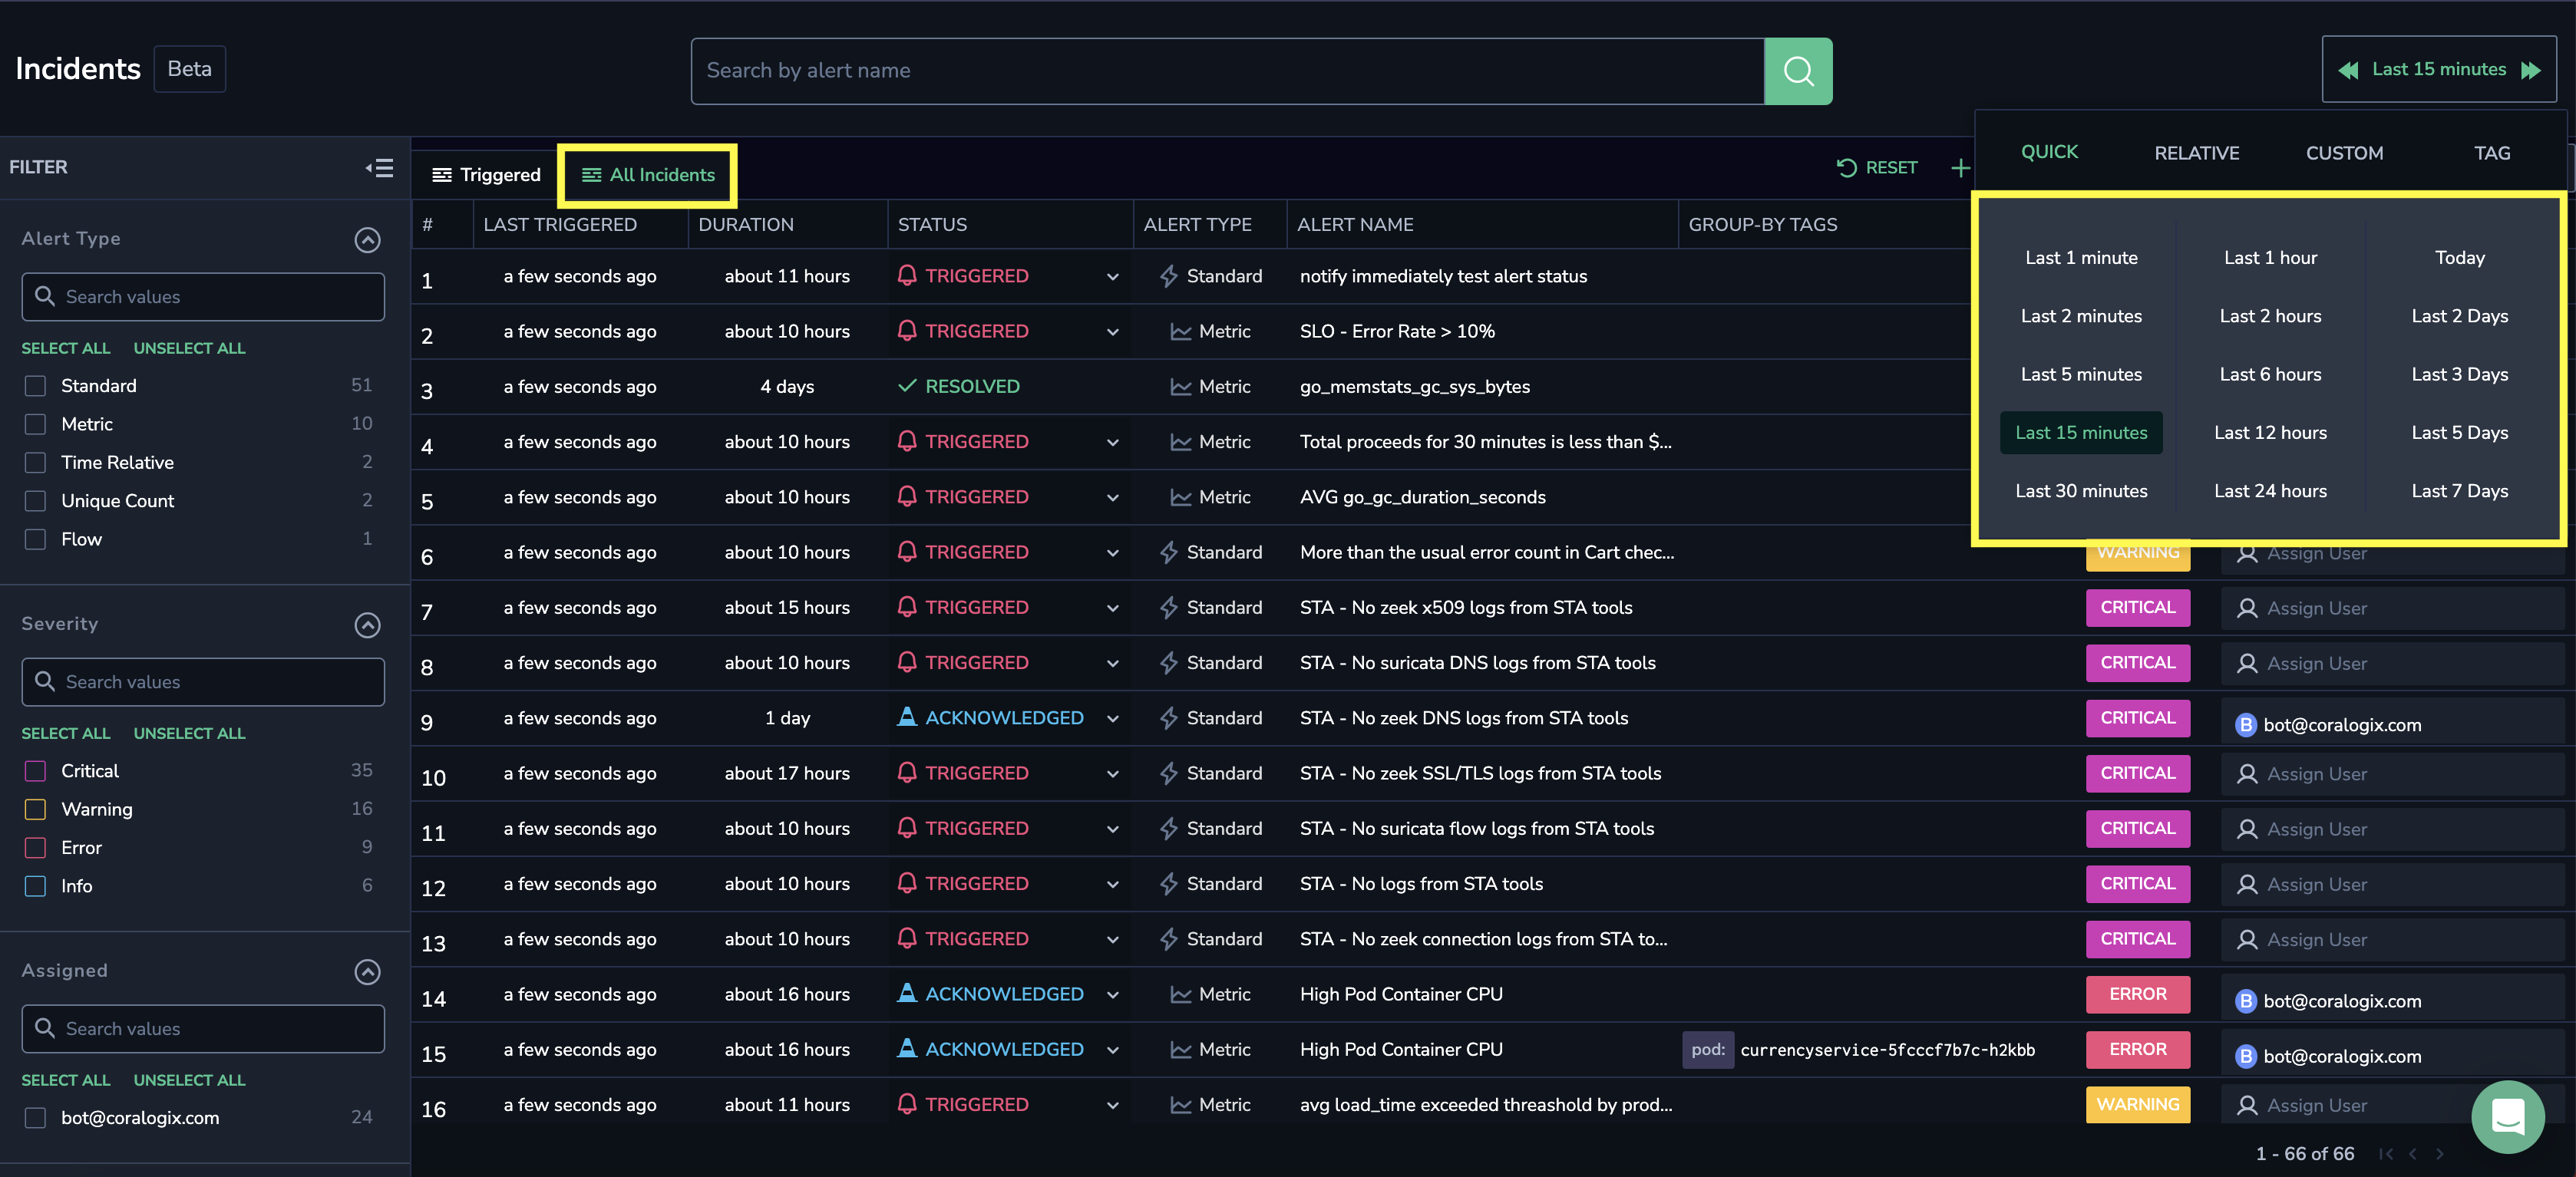 Incidents Beta
Search by alert name
Last 15 minutes
QUICK RELATIVE CUSTOM TAG
Last 1 minute Last 1 hour Today
Last 2 minutes Last 2 hours Last 2 Days
Last 5 minutes Last 6 hours Last 3 Days
Last 15 minutes Last 12 hours Last 5 Days
Last 30 minutes Last 24 hours Last 7 Days
FILTER
Alert Type
Search values
SELECT ALL UNSELECT ALL
Standard 51
Metric 10
Time Relative 2
Unique Count 2
Flow 1
Severity
Search values
SELECT ALL UNSELECT ALL
Critical 35
Warning 16
Error 9
Info 6
Assigned
Search values
SELECT ALL UNSELECT ALL
bot@coralogix.com 24
Triggered All Incidents RESET
# LAST TRIGGERED DURATION STATUS ALERT TYPE ALERT NAME GROUP-BY TAGS
1 a few seconds ago about 11 hours TRIGGERED Standard notify immediately test alert status
2 a few seconds ago about 10 hours TRIGGERED Metric SLO - Error Rate > 10%
3 a few seconds ago 4 days RESOLVED Metric go_memstats_gc_sys_bytes
4 a few seconds ago about 10 hours TRIGGERED Metric Total proceeds for 30 minutes is less than $...
5 a few seconds ago about 10 hours TRIGGERED Metric AVG go_gc_duration_seconds
6 a few seconds ago about 10 hours TRIGGERED Standard More than the usual error count in Cart chec... WARNING Assign User
7 a few seconds ago about 15 hours TRIGGERED Standard STA - No zeek x509 logs from STA tools CRITICAL Assign User
8 a few seconds ago about 10 hours TRIGGERED Standard STA - No suricata DNS logs from STA tools CRITICAL Assign User
9 a few seconds ago 1 day ACKNOWLEDGED Standard STA - No zeek DNS logs from STA tools CRITICAL B bot@coralogix.com
10 a few seconds ago about 17 hours TRIGGERED Standard STA - No zeek SSL/TLS logs from STA tools CRITICAL Assign User
11 a few seconds ago about 10 hours TRIGGERED Standard STA - No suricata flow logs from STA tools CRITICAL Assign User
12 a few seconds ago about 10 hours TRIGGERED Standard STA - No logs from STA tools CRITICAL Assign User
13 a few seconds ago about 10 hours TRIGGERED Standard STA - No zeek connection logs from STA to... CRITICAL Assign User
14 a few seconds ago about 16 hours ACKNOWLEDGED Metric High Pod Container CPU ERROR B bot@coralogix.com
15 a few seconds ago about 16 hours ACKNOWLEDGED Metric High Pod Container CPU pod: currencyservice-5fcccf7b7c-h2kbb ERROR B bot@coralogix.com
16 a few seconds ago about 11 hours TRIGGERED Metric avg load_time exceeded threashold by prod... WARNING Assign User
1 - 66 of 66